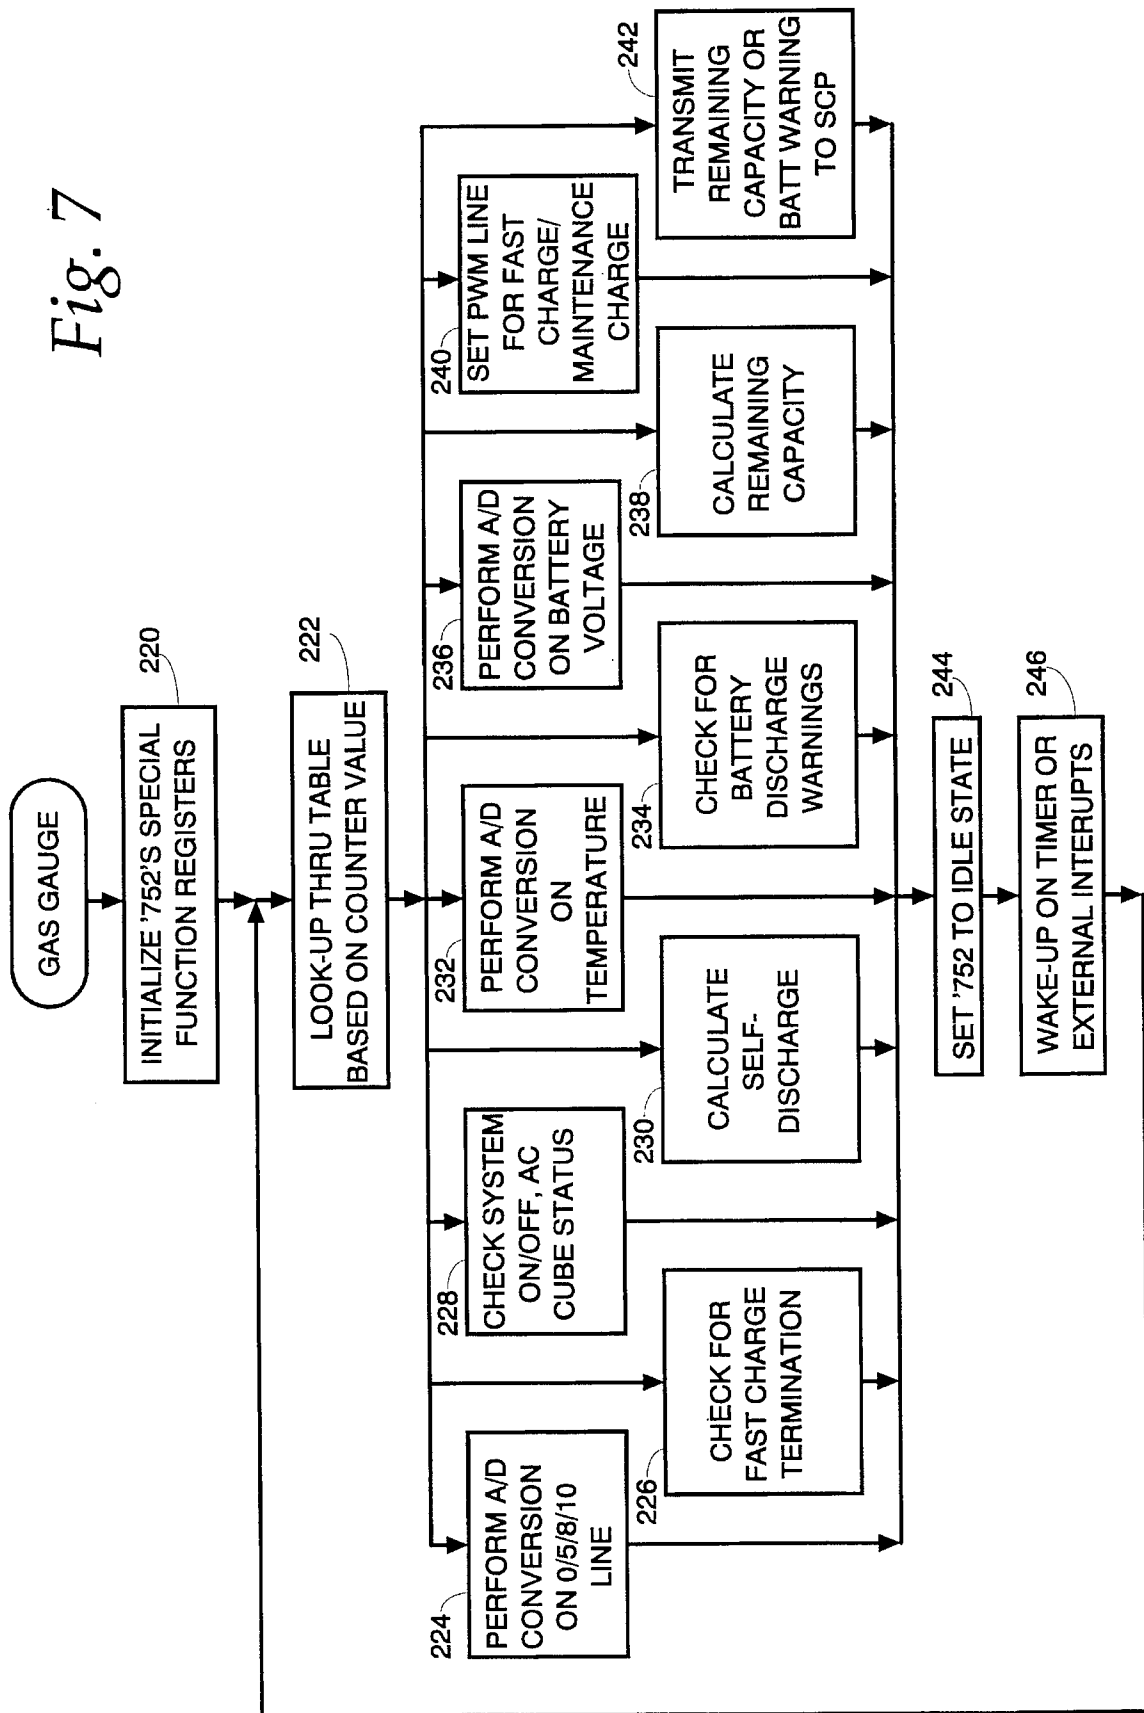 Fig. 7
GAS GAUGE
220
INITIALIZE '752'S SPECIAL
FUNCTION REGISTERS
222
LOOK-UP THRU TABLE
BASED ON COUNTER VALUE
224
PERFORM A/D
CONVERSION
ON 0/5/8/10
LINE
226
CHECK FOR
FAST CHARGE
TERMINATION
228
CHECK SYSTEM
ON/OFF, AC
CUBE STATUS
230
CALCULATE
SELF-
DISCHARGE
232
PERFORM A/D
CONVERSION
ON
TEMPERATURE
234
CHECK FOR
BATTERY
DISCHARGE
WARNINGS
236
PERFORM A/D
CONVERSION
ON BATTERY
VOLTAGE
238
CALCULATE
REMAINING
CAPACITY
240
SET PWM LINE
FOR FAST
CHARGE/
MAINTENANCE
CHARGE
242
TRANSMIT
REMAINING
CAPACITY OR
BATT WARNING
TO SCP
244
SET '752 TO IDLE STATE
246
WAKE-UP ON TIMER OR
EXTERNAL INTERUPTS